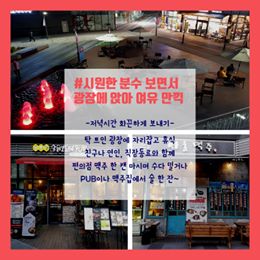 #시원한 분수 보면서
광장에 앉아 여유 만끽
-저녁시간 화끈하게 보내기-
탁 트인 광장에 자리잡고 휴식
친구나 연인, 직장동료와 함께
편의점 맥주 한 캔 마시며 수다 떨거나
PUB이나 맥주집에서 술 한 잔~